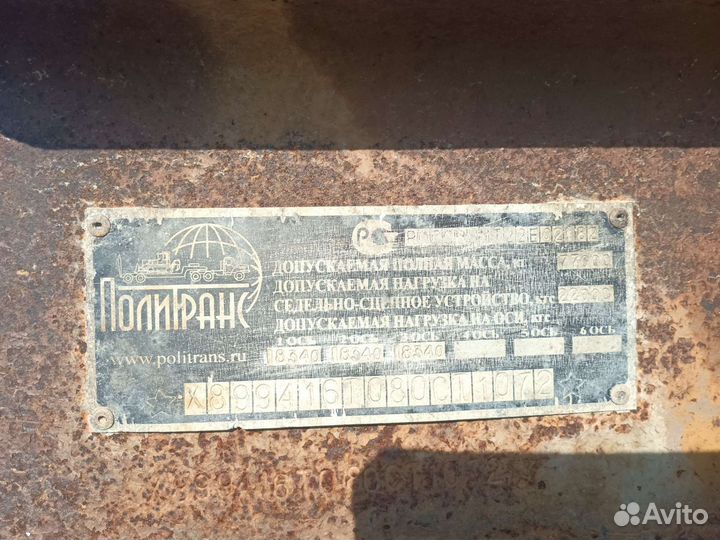 ПОЛИТРАНС
www.politrans.ru
ДОПУСКАЕМАЯ ПОЛНАЯ МАССА, кг.
ДОПУСКАЕМАЯ НАГРУЗКА НА
СЕДЕЛЬНО-СЦЕПНОЕ УСТРОЙСТВО, кгс
ДОПУСКАЕМАЯ НАГРУЗКА НА ОСИ, кгс
1 ОСЬ 2 ОСЬ 3 ОСЬ 4 ОСЬ 5 ОСЬ 6 ОСЬ
18340 18340 18340
X899416T080C11072
Avito